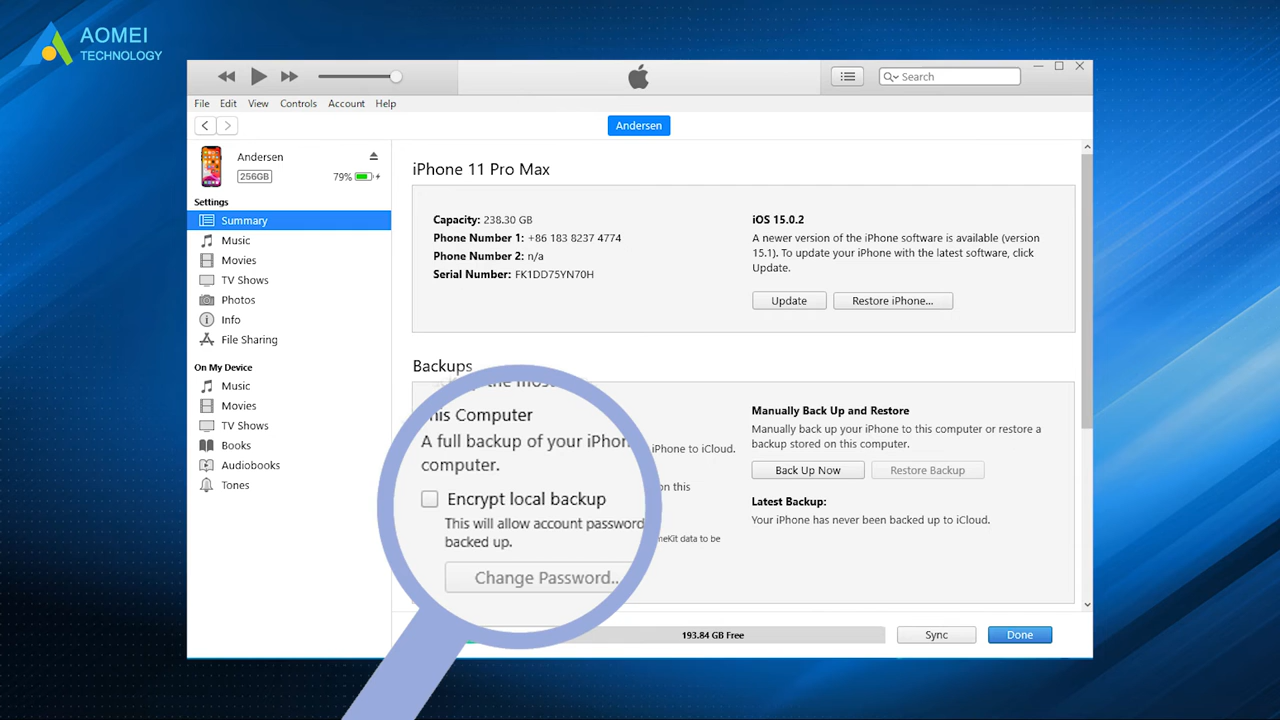 AOMEI
TECHNOLOGY
Search
File Edit View Controls Account Help
Andersen
Andersen
256GB 79%
Settings
Summary
Music
Movies
TV Shows
Photos
Info
File Sharing
On My Device
Music
Movies
TV Shows
Books
Audiobooks
Tones
iPhone 11 Pro Max
Capacity: 238.30 GB
Phone Number 1: +86 183 8237 4774
Phone Number 2: n/a
Serial Number: FK1DD75YN70H
iOS 15.0.2
A newer version of the iPhone software is available (version
15.1). To update your iPhone with the latest software, click
Update.
Update Restore iPhone...
Backups
the most
his Computer
A full backup of your iPhon
computer.
Encrypt local backup
This will allow account password
backed up.
Change Password..
iPhone to iCloud.
on this
meKit data to be
Manually Back Up and Restore
Manually back up your iPhone to this computer or restore a
backup stored on this computer.
Back Up Now Restore Backup
Latest Backup:
Your iPhone has never been backed up to iCloud.
193.84 GB Free
Sync Done